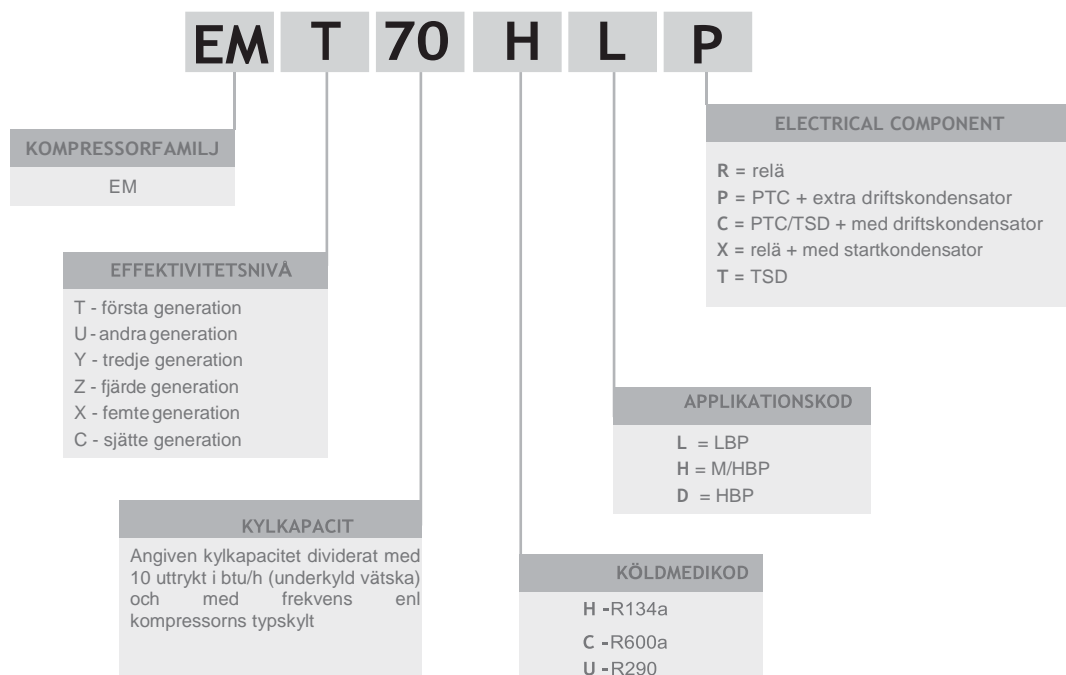 EM T 70 H L P
KOMPRESSORFAMILJ
EM
EFFEKTIVITETSNIVÅ
T - första generation
U - andra generation
Y - tredje generation
Z - fjärde generation
X - femte generation
C - sjätte generation
KYLKAPACIT
Angiven kylkapacitet dividerat med
10 uttrykt i btu/h (underkyld vätska)
och med frekvens enl
kompressorns typskylt
ELECTRICAL COMPONENT
R = relä
P = PTC + extra driftskondensator
C = PTC/TSD + med driftskondensator
X = relä + med startkondensator
T = TSD
APPLIKATIONSKOD
L = LBP
H = M/HBP
D = HBP
KÖLDMEDIKOD
H -R134a
C -R600a
U -R290